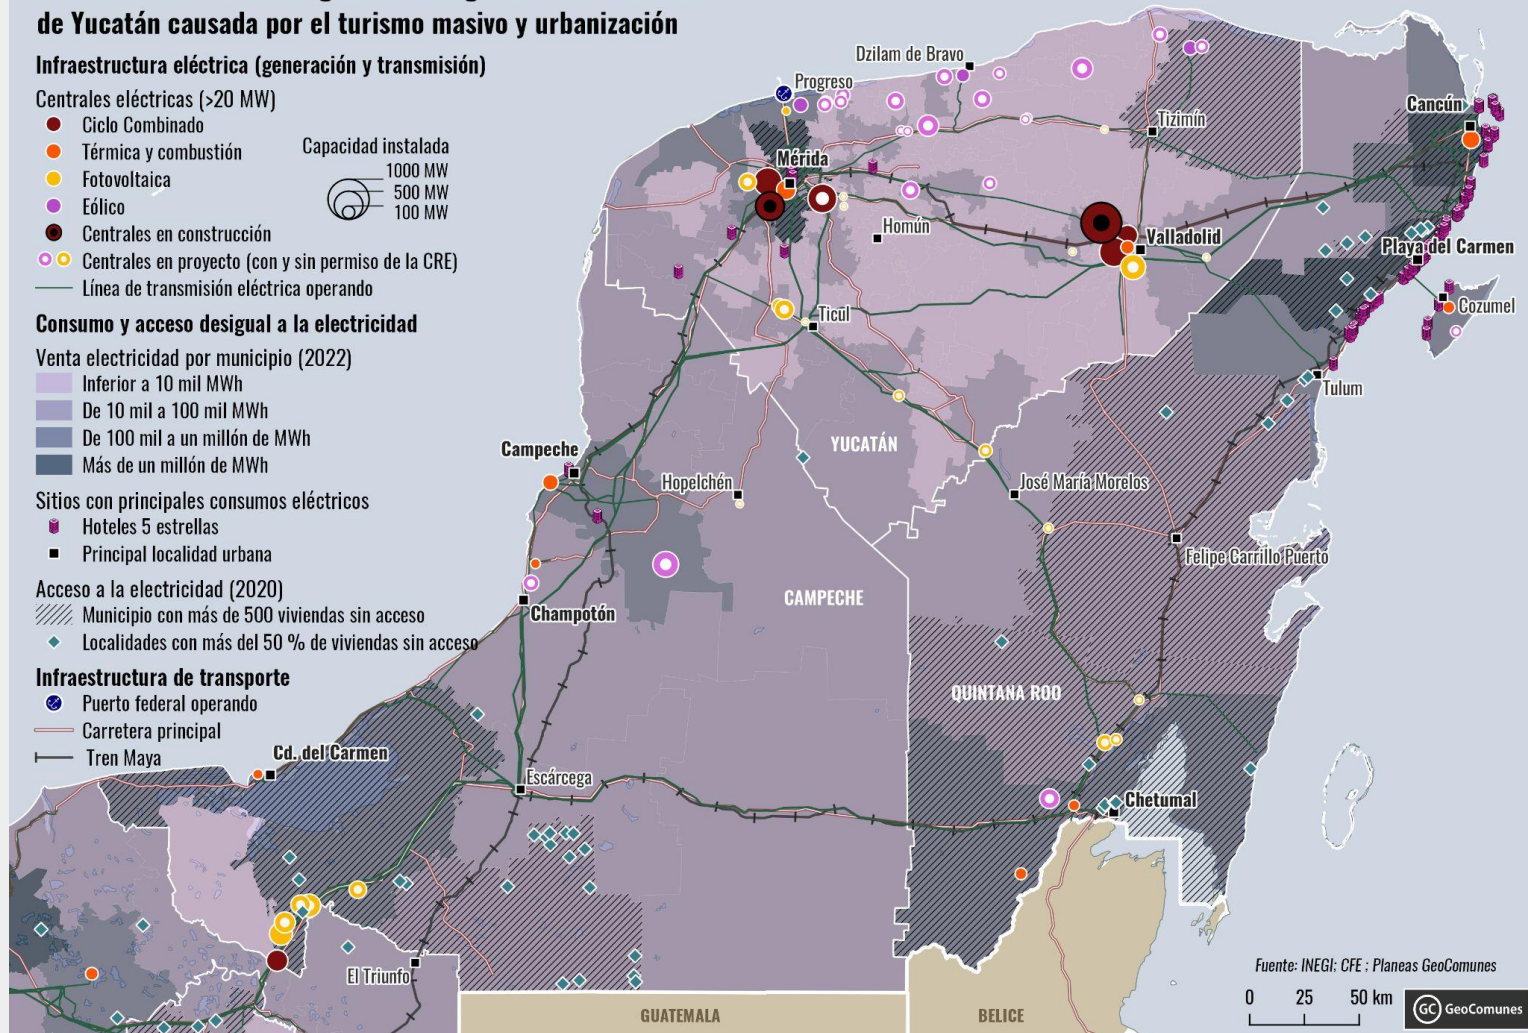 de Yucatán causada por el turismo masivo y urbanización
Infraestructura eléctrica (generación y transmisión)
Centrales eléctricas (>20 MW)
Ciclo Combinado
Térmica y combustión
Fotovoltaica
Eólico
Centrales en construcción
Centrales en proyecto (con y sin permiso de la CRE)
Línea de transmisión eléctrica operando
Capacidad instalada
1000 MW
500 MW
100 MW
Consumo y acceso desigual a la electricidad
Venta electricidad por municipio (2022)
Inferior a 10 mil MWh
De 10 mil a 100 mil MWh
De 100 mil a un millón de MWh
Más de un millón de MWh
Sitios con principales consumos eléctricos
Hoteles 5 estrellas
Principal localidad urbana
Acceso a la electricidad (2020)
Municipio con más de 500 viviendas sin acceso
Localidades con más del 50 % de viviendas sin acceso
Infraestructura de transporte
Puerto federal operando
Carretera principal
Tren Maya
Dzilam de Bravo
Progreso
Cancún
Tizimín
Mérida
Homún
Valladolid
Playa del Carmen
Cozumel
Ticul
Tulum
YUCATÁN
Campeche
Hopelchén
José María Morelos
Felipe Carrillo Puerto
CAMPECHE
Champotón
QUINTANA ROO
Cd. del Carmen
Escárcega
Chetumal
El Triunfo
GUATEMALA
BELICE
Fuente: INEGI; CFE ; Planeas GeoComunes
0 25 50 km
GC GeoComunes